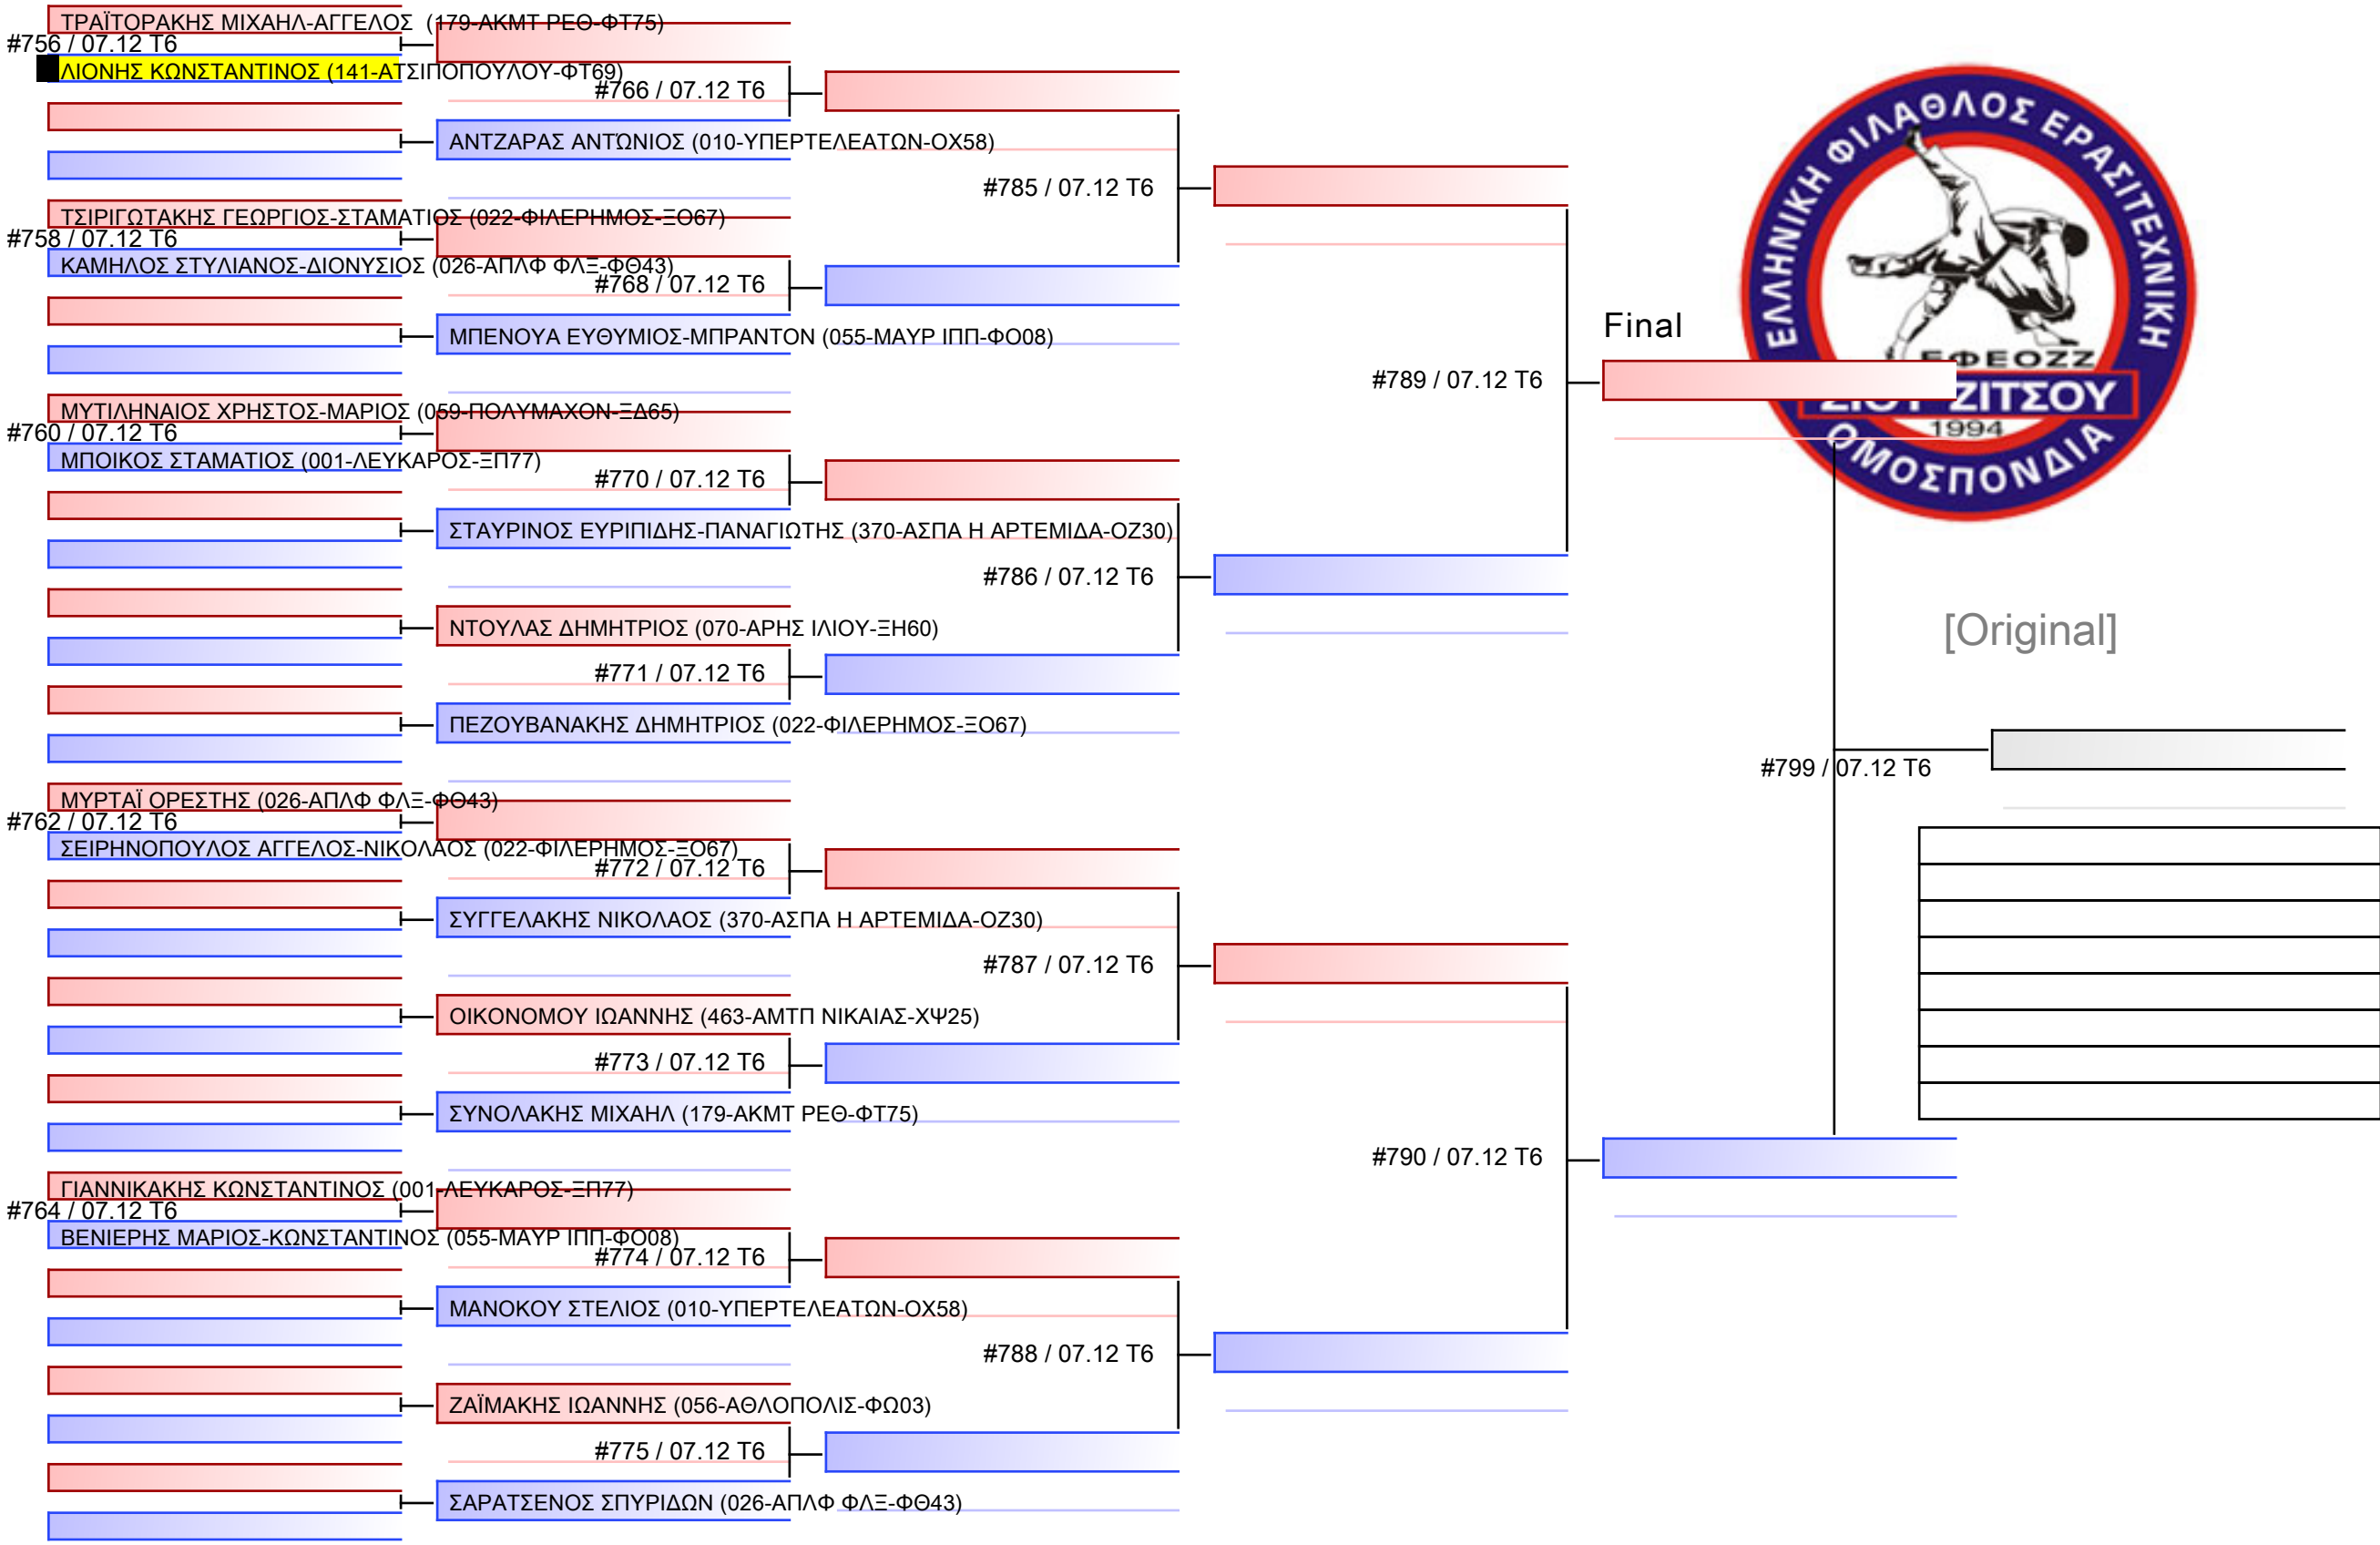 ΤΡΑΪΤΟΡΑΚΗΣ ΜΙΧΑΗΛ-ΑΓΓΕΛΟΣ (179-ΑΚΜΤ ΡΕΘ-ΦΤ75)
#756 / 07.12 T6
ΛΙΟΝΗΣ ΚΩΝΣΤΑΝΤΙΝΟΣ (141-ΑΤΣΙΠΟΠΟΥΛΟΥ-ΦΤ69)
#766 / 07.12 T6
ΑΝΤΖΑΡΑΣ ΑΝΤΏΝΙΟΣ (010-ΥΠΕΡΤΕΛΕΑΤΩΝ-ΟΧ58)
#785 / 07.12 T6
ΤΣΙΡΙΓΩΤΑΚΗΣ ΓΕΩΡΓΙΟΣ-ΣΤΑΜΑΤΙΟΣ (022-ΦΙΛΕΡΗΜΟΣ-ΞΟ67)
#758 / 07.12 T6
ΚΑΜΗΛΟΣ ΣΤΥΛΙΑΝΟΣ-ΔΙΟΝΥΣΙΟΣ (026-ΑΠΛΦ ΦΛΞ-ΦΘ43)
#768 / 07.12 T6
ΜΠΕΝΟΥΑ ΕΥΘΥΜΙΟΣ-ΜΠΡΑΝΤΟΝ (055-ΜΑΥΡ ΙΠΠ-ΦΟ08)
#789 / 07.12 T6
Final
ΕΛΛΗΝΙΚΗ ΦΙΛΑΘΛΟΣ ΕΡΑΣΙΤΕΧΝΙΚΗ
ΕΦΕΟΖΖ
ΖΙΟΥ ΖΙΤΣΟΥ
1994
ΟΜΟΣΠΟΝΔΙΑ
ΜΥΤΙΛΗΝΑΙΟΣ ΧΡΗΣΤΟΣ-ΜΑΡΙΟΣ (059-ΠΟΛΥΜΑΧΟΝ-ΞΔ65)
#760 / 07.12 T6
ΜΠΟΙΚΟΣ ΣΤΑΜΑΤΙΟΣ (001-ΛΕΥΚΑΡΟΣ-ΞΠ77)
#770 / 07.12 T6
ΣΤΑΥΡΙΝΟΣ ΕΥΡΙΠΙΔΗΣ-ΠΑΝΑΓΙΩΤΗΣ (370-ΑΣΠΑ Η ΑΡΤΕΜΙΔΑ-ΟΖ30)
#786 / 07.12 T6
[Original]
ΝΤΟΥΛΑΣ ΔΗΜΗΤΡΙΟΣ (070-ΑΡΗΣ ΙΛΙΟΥ-ΞΗ60)
#771 / 07.12 T6
ΠΕΖΟΥΒΑΝΑΚΗΣ ΔΗΜΗΤΡΙΟΣ (022-ΦΙΛΕΡΗΜΟΣ-ΞΟ67)
#799 / 07.12 T6
ΜΥΡΤΑΪ ΟΡΕΣΤΗΣ (026-ΑΠΛΦ ΦΛΞ-ΦΘ43)
#762 / 07.12 T6
ΣΕΙΡΗΝΟΠΟΥΛΟΣ ΑΓΓΕΛΟΣ-ΝΙΚΟΛΑΟΣ (022-ΦΙΛΕΡΗΜΟΣ-ΞΟ67)
#772 / 07.12 T6
ΣΥΓΓΕΛΑΚΗΣ ΝΙΚΟΛΑΟΣ (370-ΑΣΠΑ Η ΑΡΤΕΜΙΔΑ-ΟΖ30)
#787 / 07.12 T6
ΟΙΚΟΝΟΜΟΥ ΙΩΑΝΝΗΣ (463-ΑΜΤΠ ΝΙΚΑΙΑΣ-ΧΨ25)
#773 / 07.12 T6
ΣΥΝΟΛΑΚΗΣ ΜΙΧΑΗΛ (179-ΑΚΜΤ ΡΕΘ-ΦΤ75)
#790 / 07.12 T6
ΓΙΑΝΝΙΚΑΚΗΣ ΚΩΝΣΤΑΝΤΙΝΟΣ (001-ΛΕΥΚΑΡΟΣ-ΞΠ77)
#764 / 07.12 T6
ΒΕΝΙΕΡΗΣ ΜΑΡΙΟΣ-ΚΩΝΣΤΑΝΤΙΝΟΣ (055-ΜΑΥΡ ΙΠΠ-ΦΟ08)
#774 / 07.12 T6
ΜΑΝΟΚΟΥ ΣΤΕΛΙΟΣ (010-ΥΠΕΡΤΕΛΕΑΤΩΝ-ΟΧ58)
#788 / 07.12 T6
ΖΑΪΜΑΚΗΣ ΙΩΑΝΝΗΣ (056-ΑΘΛΟΠΟΛΙΣ-ΦΩ03)
#775 / 07.12 T6
ΣΑΡΑΤΣΕΝΟΣ ΣΠΥΡΙΔΩΝ (026-ΑΠΛΦ ΦΛΞ-ΦΘ43)